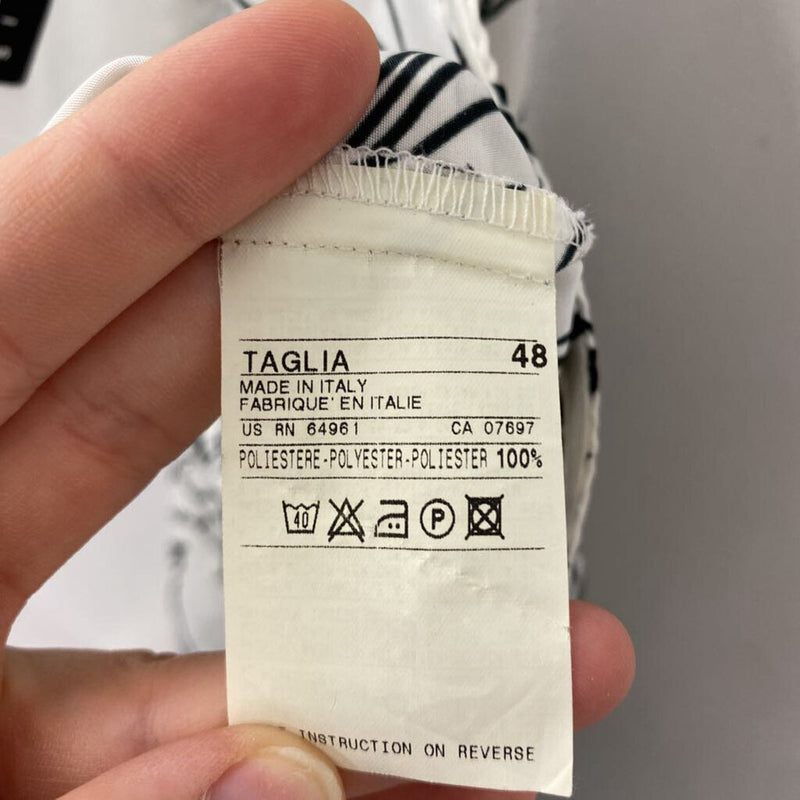 TAGLIA 48
MADE IN ITALY
FABRIQUE' EN ITALIE
US RN 64961 CA 07697
POLIESTERE-POLYESTER-POLIESTER 100%
40 P
INSTRUCTION ON REVERSE